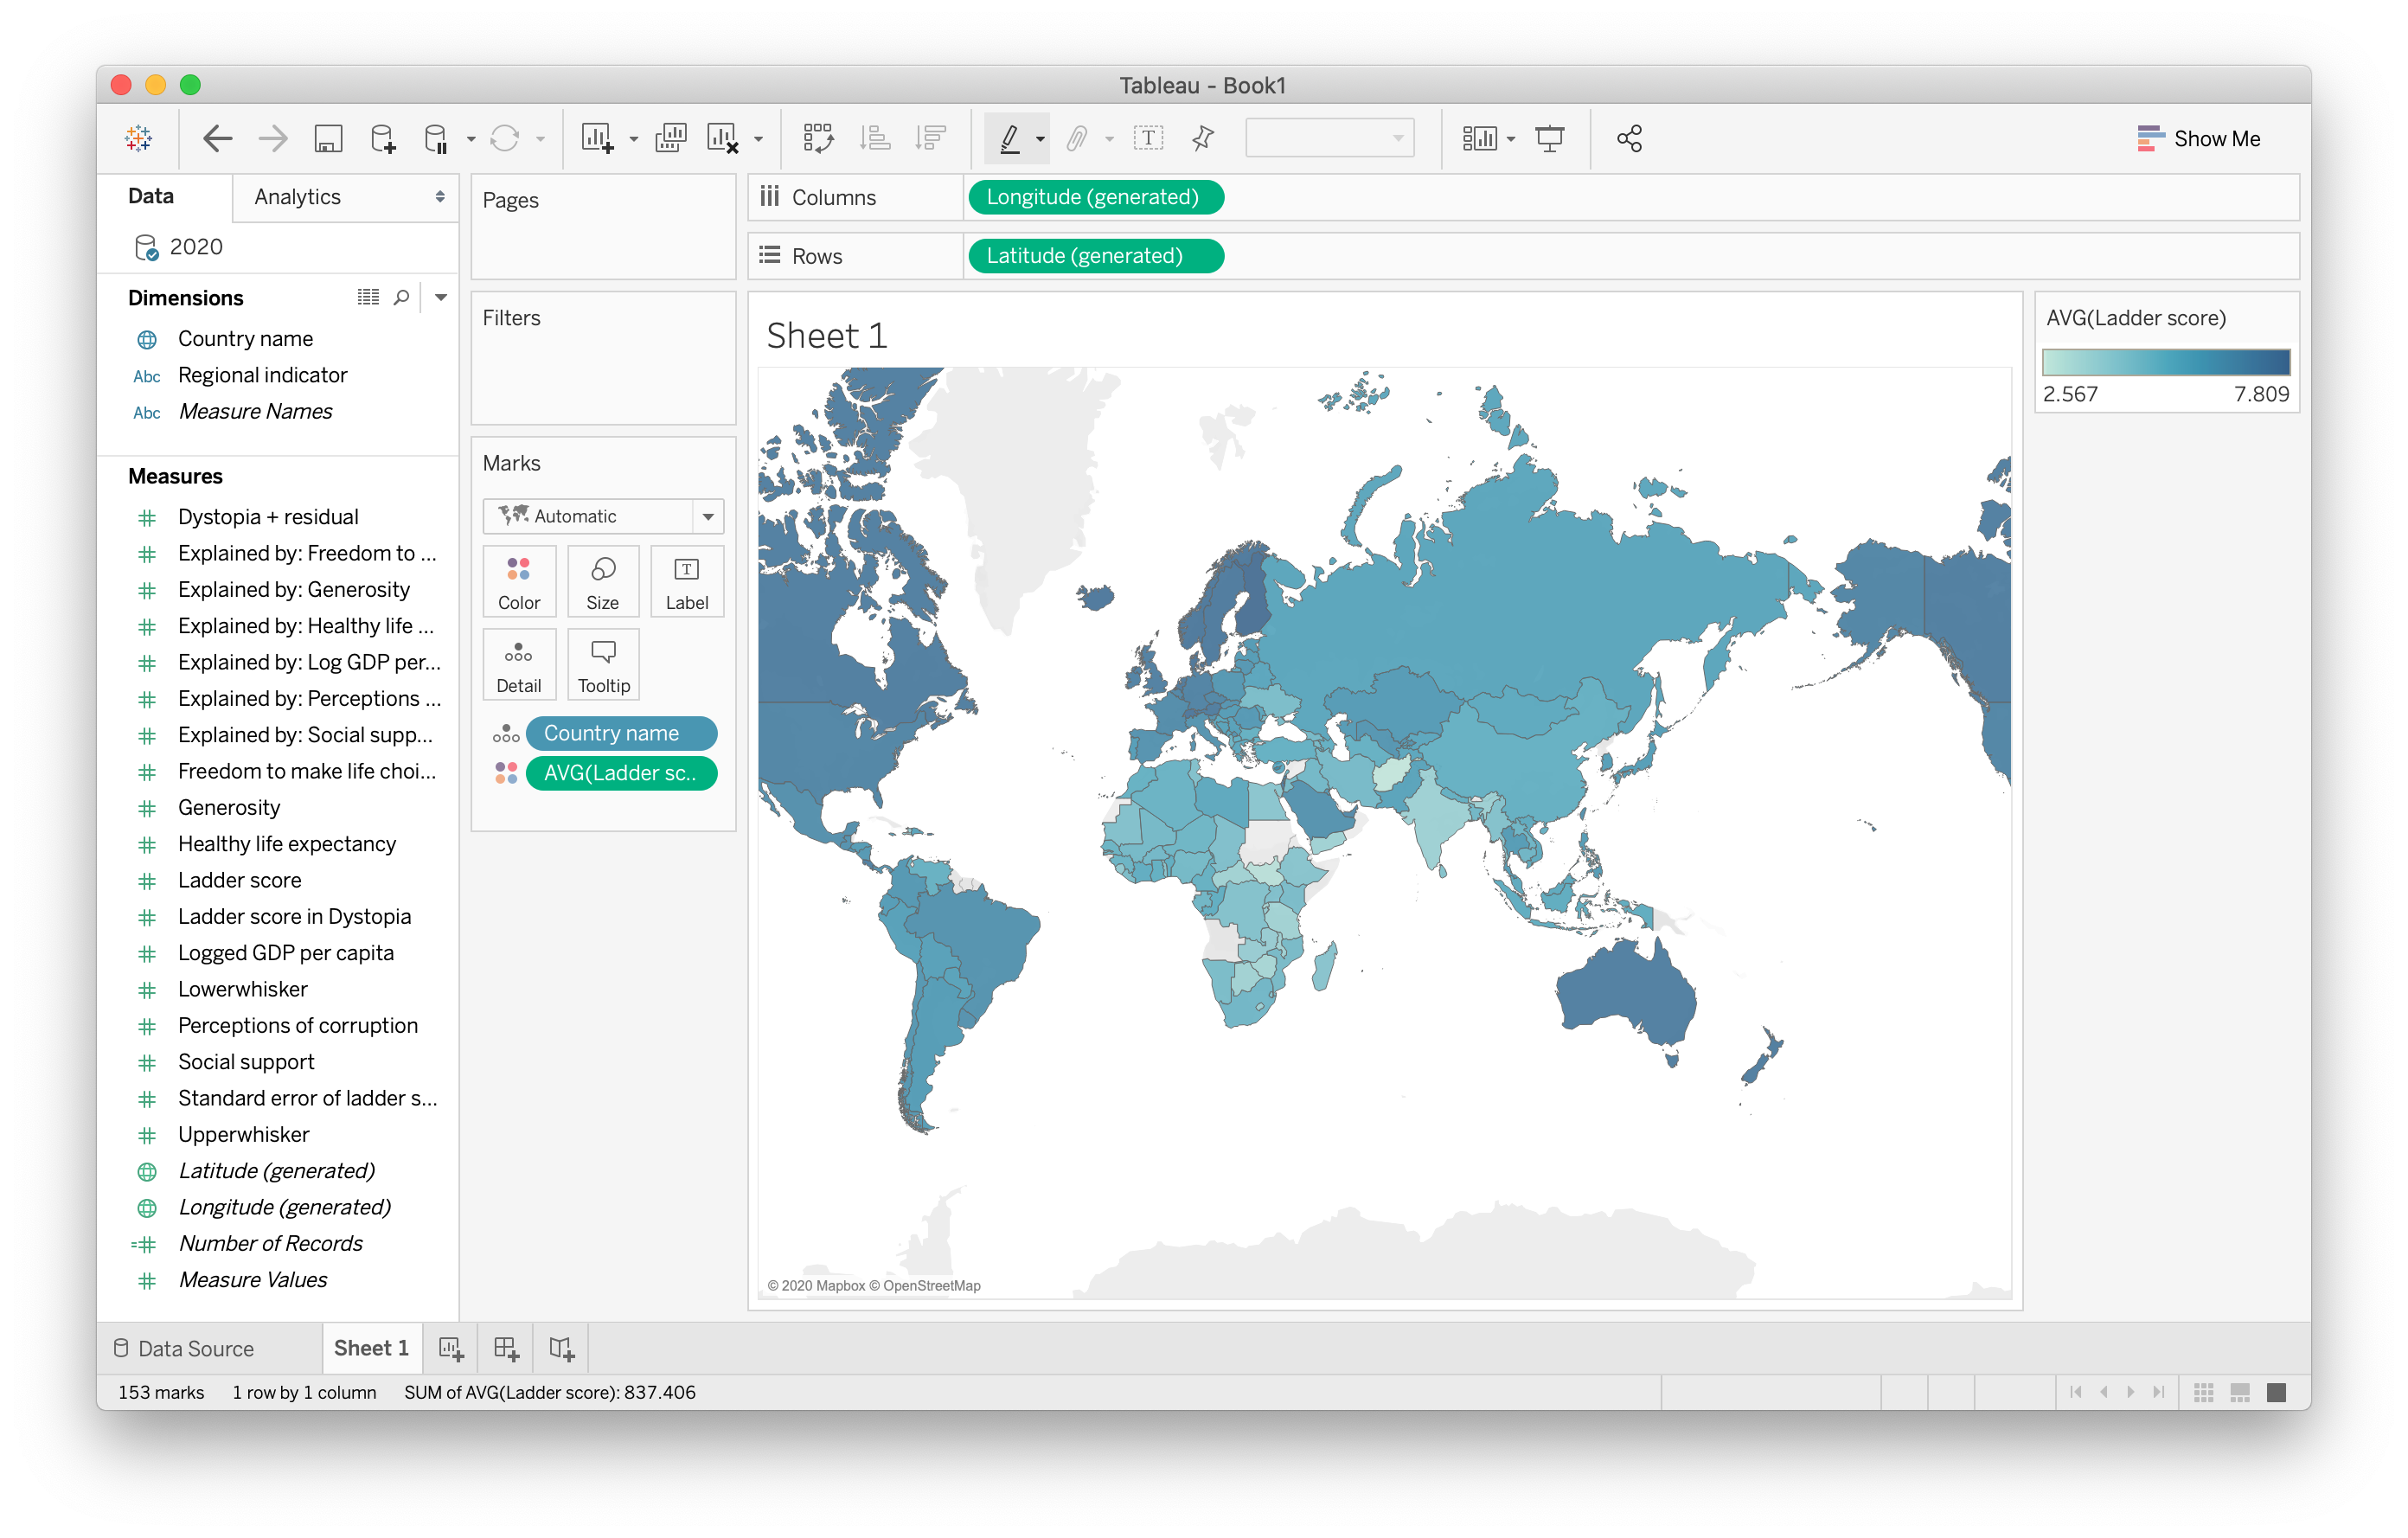 Tableau - Book1
Show Me
Data
Analytics
2020
Dimensions
Country name
Abc Regional indicator
Abc Measure Names
Measures
Dystopia + residual
Explained by: Freedom to ...
Explained by: Generosity
Explained by: Healthy life ...
Explained by: Log GDP per...
Explained by: Perceptions ...
Explained by: Social supp...
Freedom to make life choi...
Generosity
Healthy life expectancy
Ladder score
Ladder score in Dystopia
Logged GDP per capita
Lowerwhisker
Perceptions of corruption
Social support
Standard error of ladder s...
Upperwhisker
Latitude (generated)
Longitude (generated)
Number of Records
Measure Values
Pages
Filters
Marks
Automatic
Color Size Label
Detail Tooltip
Country name
AVG(Ladder sc..
Columns Longitude (generated)
Rows Latitude (generated)
Sheet 1
© 2020 Mapbox © OpenStreetMap
AVG(Ladder score)
2.567 7.809
Data Source Sheet 1
153 marks 1 row by 1 column SUM of AVG(Ladder score): 837.406